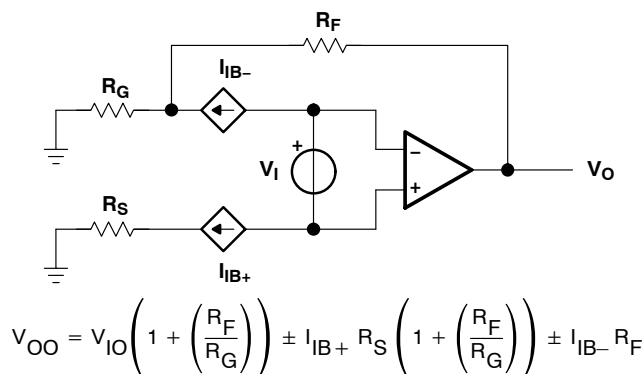 R_F
I_IB−
R_G
+
V_I
−
+
V_O
R_S
I_IB+
V_OO = V_IO(1 + (R_F/R_G)) ± I_IB+ R_S (1 + (R_F/R_G)) ± I_IB− R_F